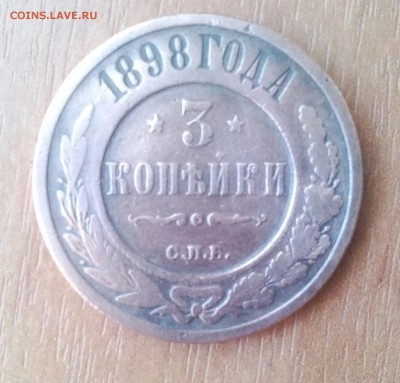 COINS.LAVE.RU
1898 ГОДА
3
КОПѢЙКИ
С.П.Б.